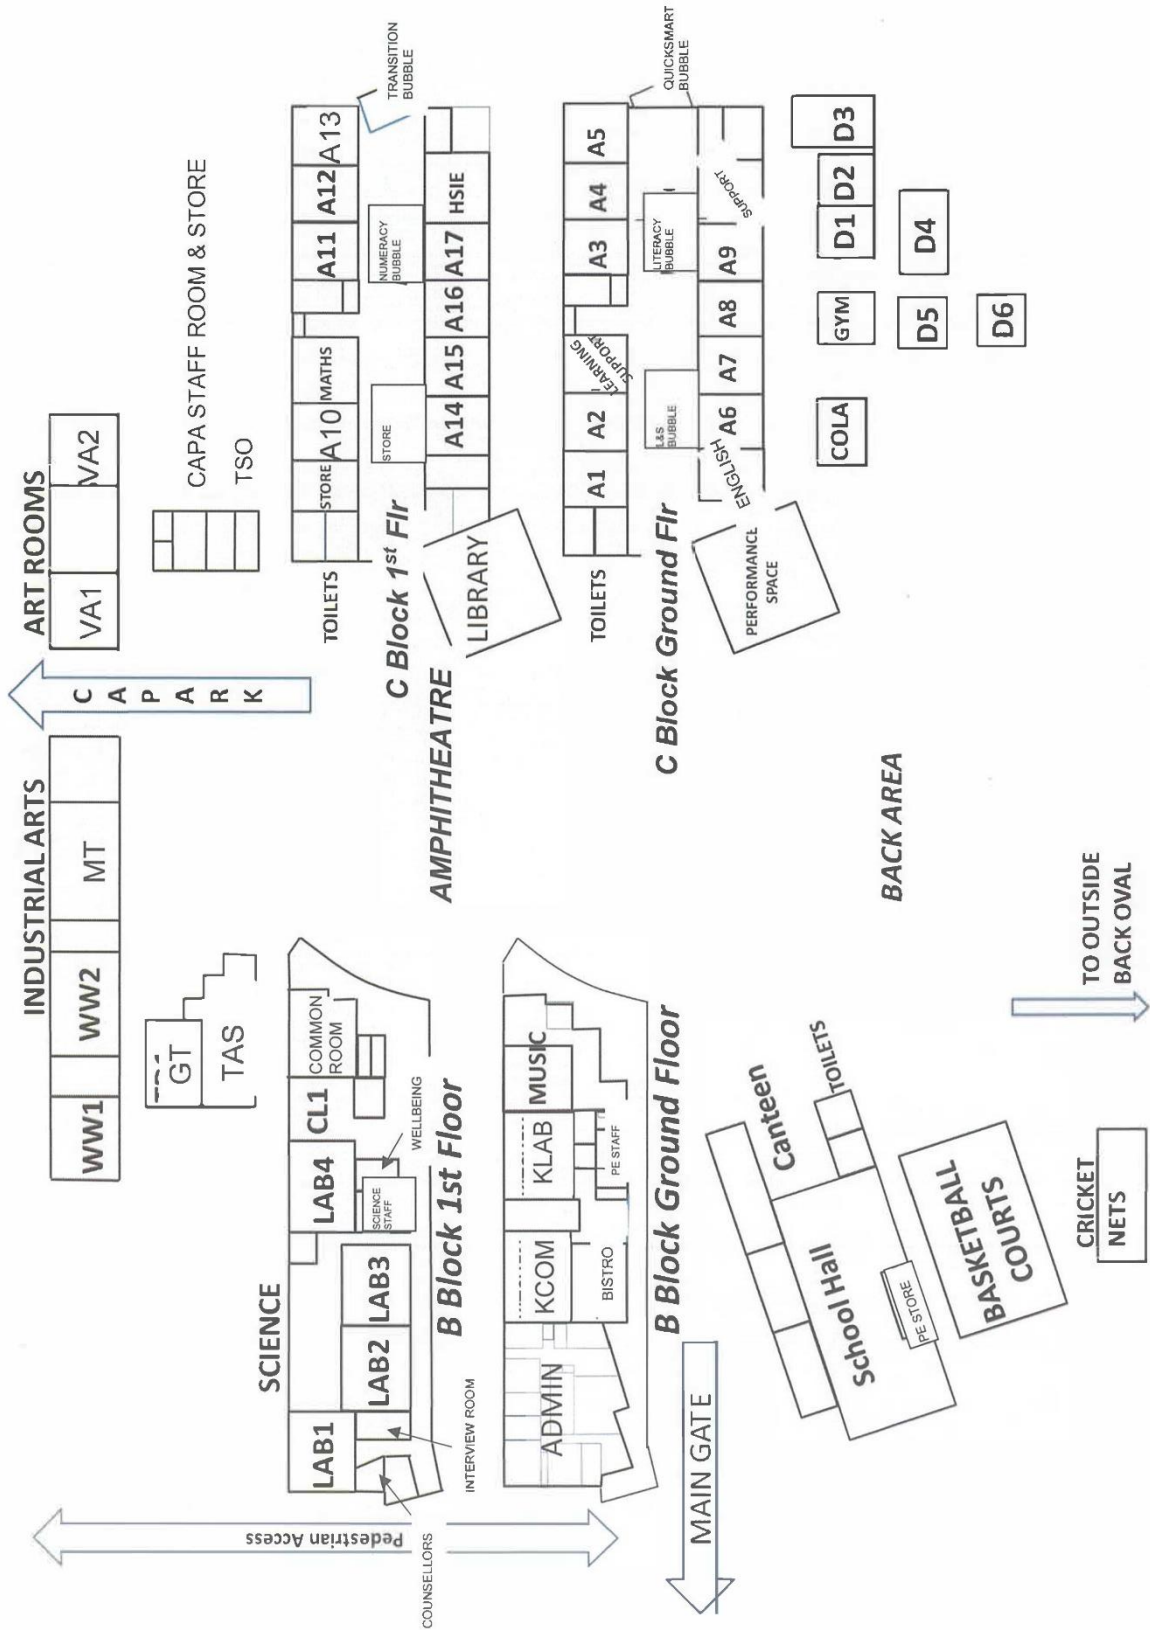 INDUSTRIAL ARTS
WW1
WW2
MT
C A P A R K
ART ROOMS
VA1
VA2
GT
TAS
CAPA STAFF ROOM & STORE
TSO
SCIENCE
LAB1
LAB2
LAB3
LAB4
CL1
COMMON
ROOM
SCIENCE
STAFF
WELLBEING
INTERVIEW ROOM
COUNSELLORS
B Block 1st Floor
Pedestrian Access
TOILETS
STORE
A10
MATHS
A11
A12
A13
TRANSITION
BUBBLE
STORE
NUMERACY
BUBBLE
C Block 1st Flr
LIBRARY
A14
A15
A16
A17
HSIE
AMPHITHEATRE
ADMIN
KCOM
BISTRO
KLAB
PE STAFF
MUSIC
B Block Ground Floor
TOILETS
A1
A2
LEARNING
SUPPORT
A3
A4
A5
QUICKSMART
BUBBLE
L&S
BUBBLE
LITERACY
BUBBLE
C Block Ground Flr
PERFORMANCE
SPACE
ENGLISH
A6
A7
A8
A9
SUPPORT
MAIN GATE
School Hall
Canteen
TOILETS
PE STORE
BASKETBALL
COURTS
CRICKET
NETS
BACK AREA
TO OUTSIDE
BACK OVAL
COLA
GYM
D1
D2
D3
D4
D5
D6